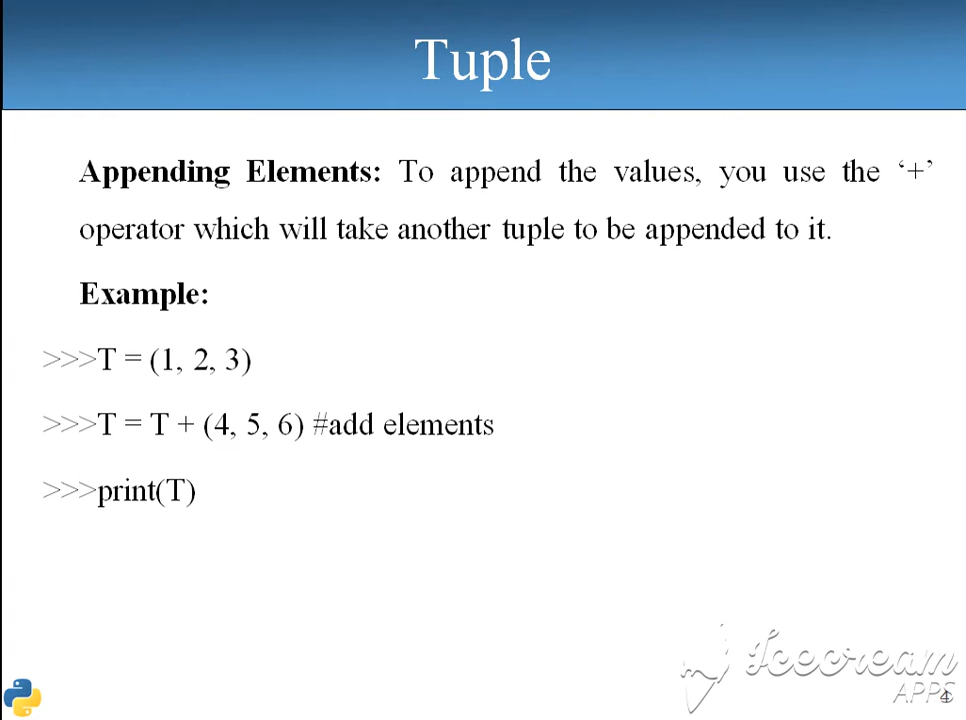 Tuple
Appending Elements: To append the values, you use the ‘+’
operator which will take another tuple to be appended to it.
Example:
>>>T = (1, 2, 3)
>>>T = T + (4, 5, 6) #add elements
>>>print(T)
Icecream
APPS
4